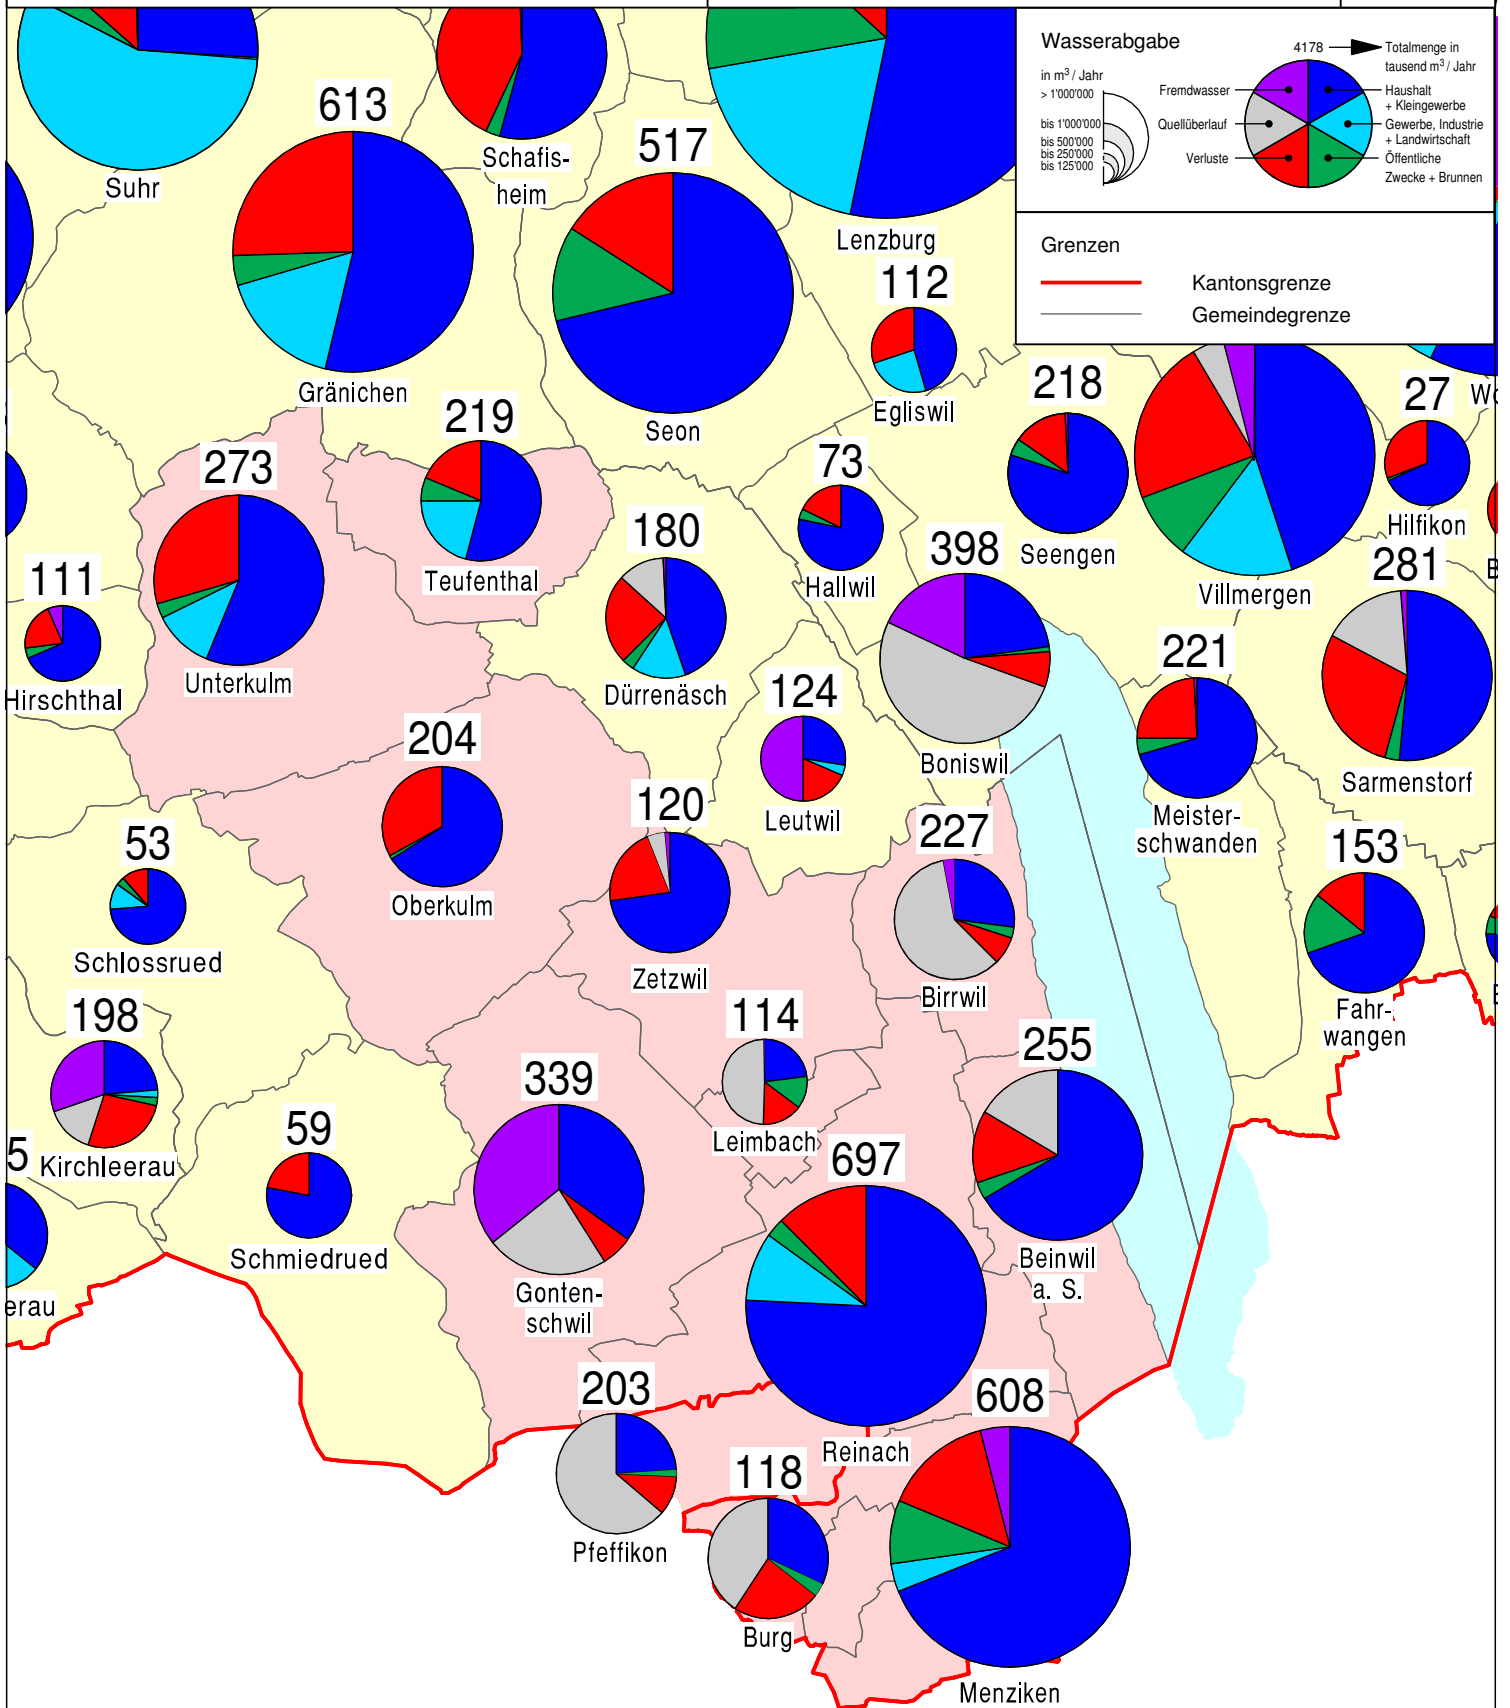 Wasserabgabe
in m³ / Jahr
> 1'000'000
bis 1'000'000
bis 500'000
bis 250'000
bis 125'000
4178
Totalmenge in
tausend m³ / Jahr
Fremdwasser
Haushalt
+ Kleingewerbe
Quellüberlauf
Gewerbe, Industrie
+ Landwirtschaft
Verluste
Öffentliche
Zwecke + Brunnen
Grenzen
Kantonsgrenze
Gemeindegrenze
Suhr
613
Gränichen
Schafis-
heim
517
Seon
Lenzburg
112
Egliswil
218
Seengen
Villmergen
27
Hilfikon
273
Unterkulm
219
Teufenthal
180
Dürrenäsch
73
Hallwil
398
Boniswil
281
Sarmenstorf
111
Hirschthal
204
Oberkulm
124
Leutwil
221
Meister-
schwanden
53
Schlossrued
120
Zetzwil
227
Birrwil
153
Fahr-
wangen
198
Kirchleerau
59
Schmiedrued
339
Gonten-
schwil
114
Leimbach
255
Beinwil
a. S.
5
erau
697
Reinach
203
Pfeffikon
118
Burg
608
Menziken